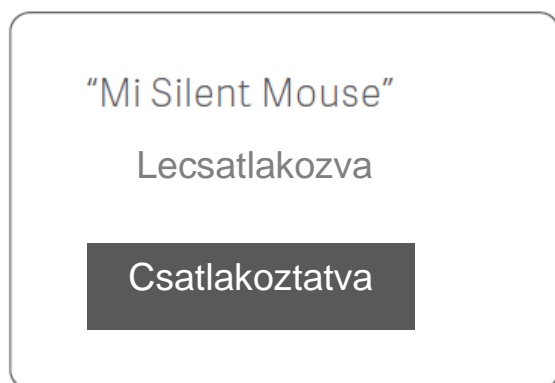 “Mi Silent Mouse”
Lecsatlakozva
Csatlakoztatva